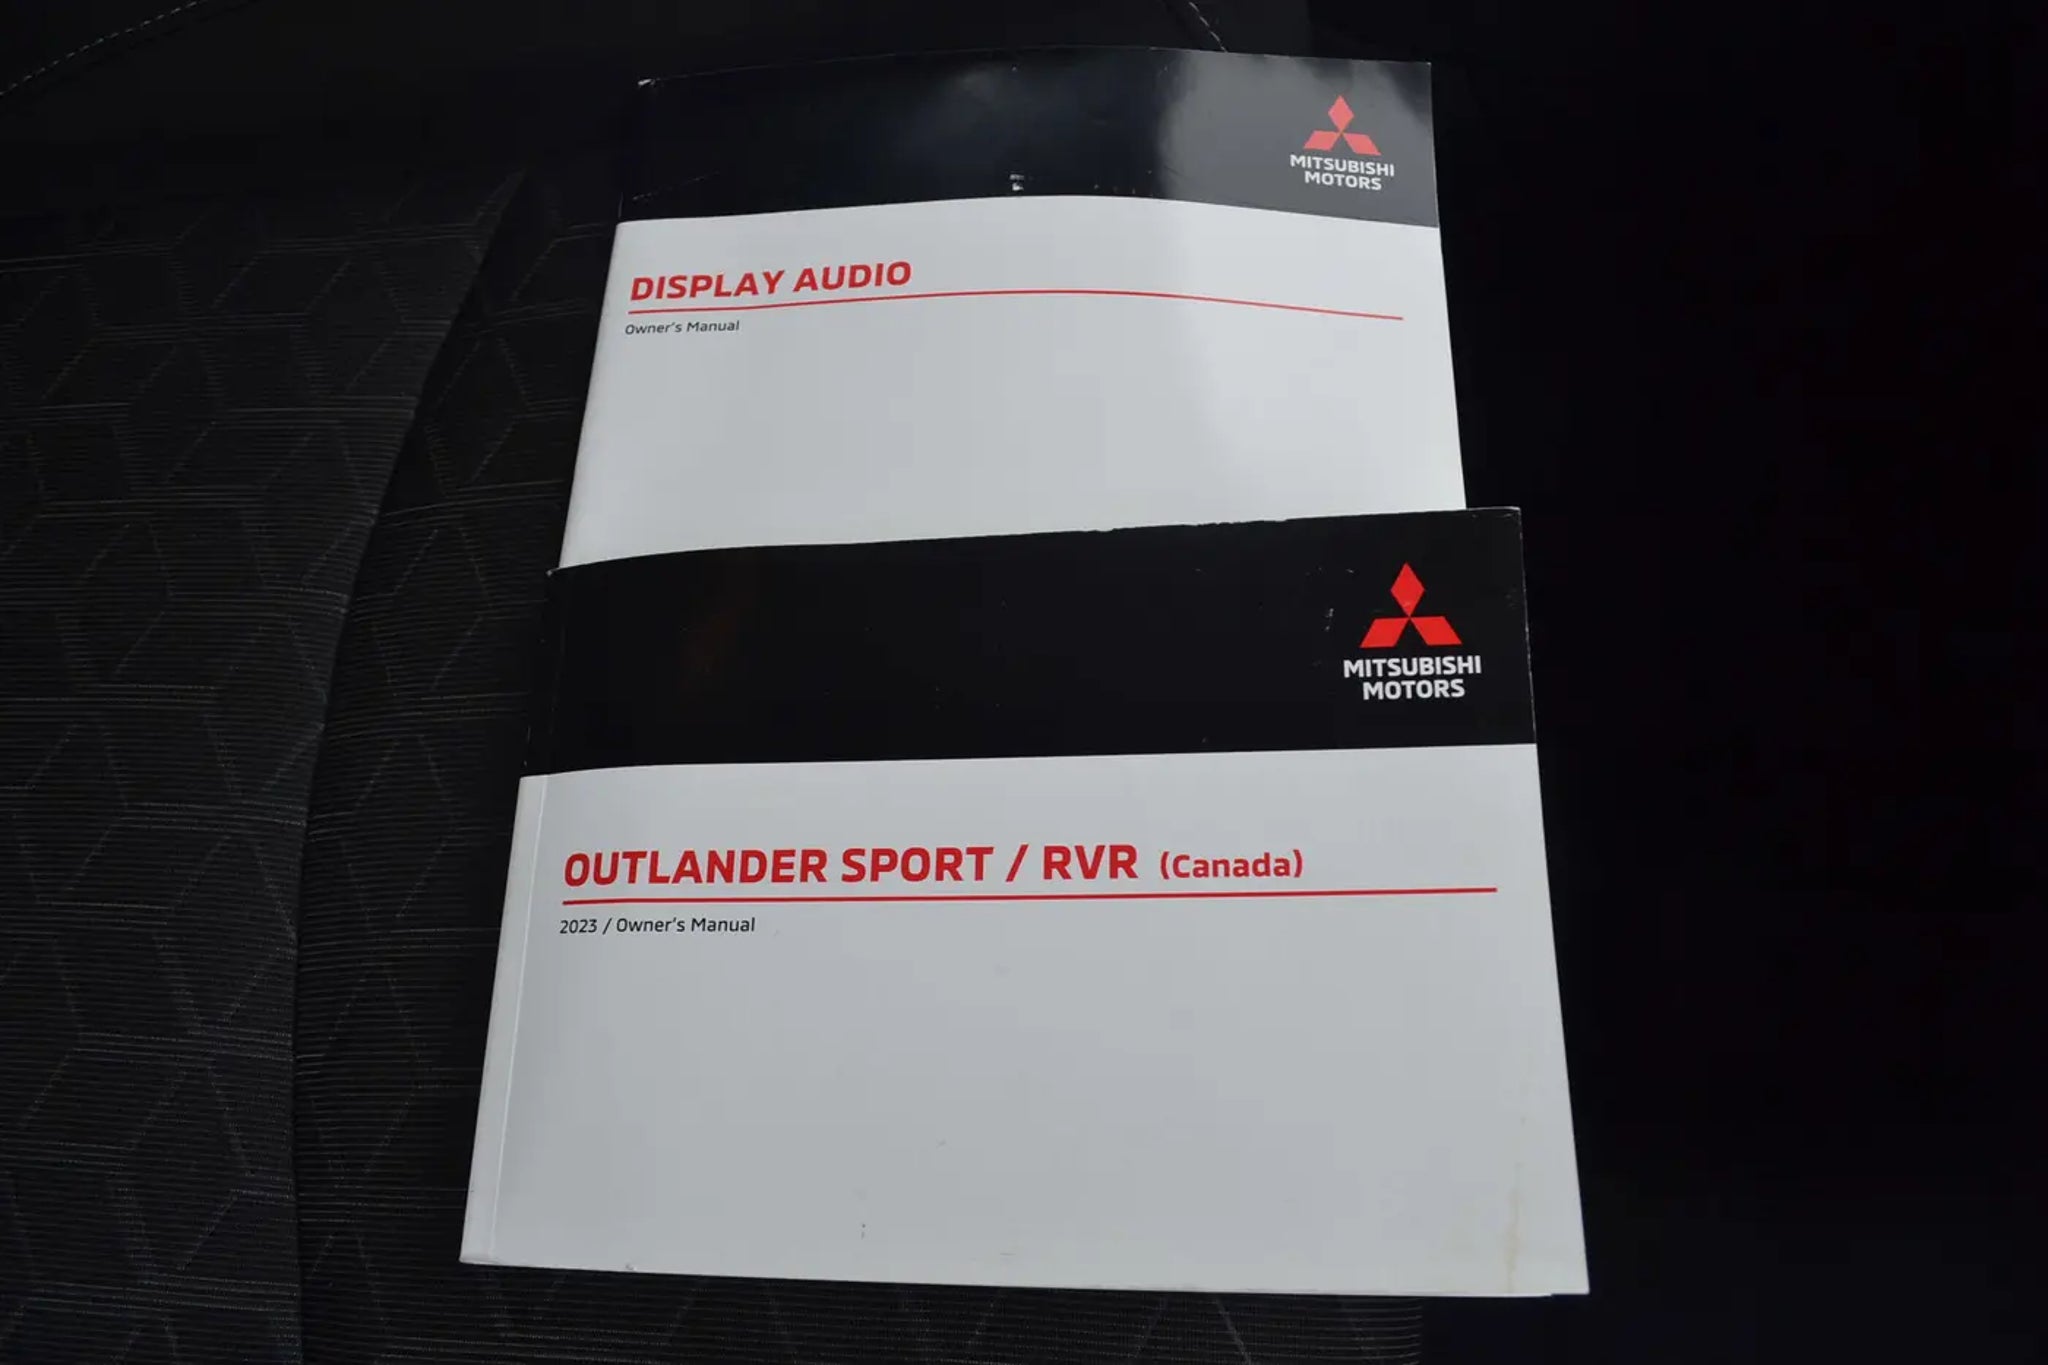 MITSUBISHI
MOTORS
DISPLAY AUDIO
Owner's Manual
MITSUBISHI
MOTORS
OUTLANDER SPORT / RVR (Canada)
2023 / Owner's Manual